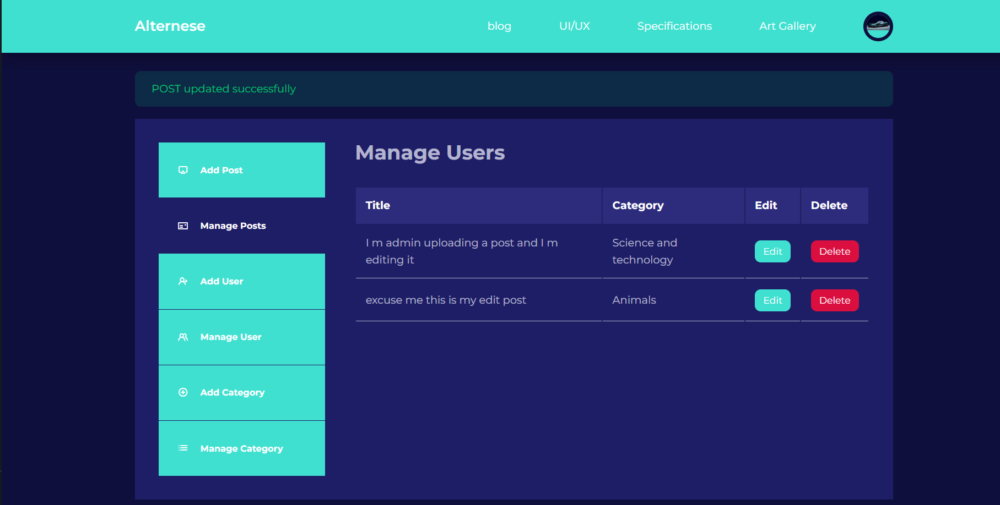 Alternese
blog
UI/UX
Specifications
Art Gallery
POST updated successfully
Add Post
Manage Posts
Add User
Manage User
Add Category
Manage Category
Manage Users
Title
Category
Edit
Delete
I m admin uploading a post and I m
editing it
Science and
technology
Edit
Delete
excuse me this is my edit post
Animals
Edit
Delete